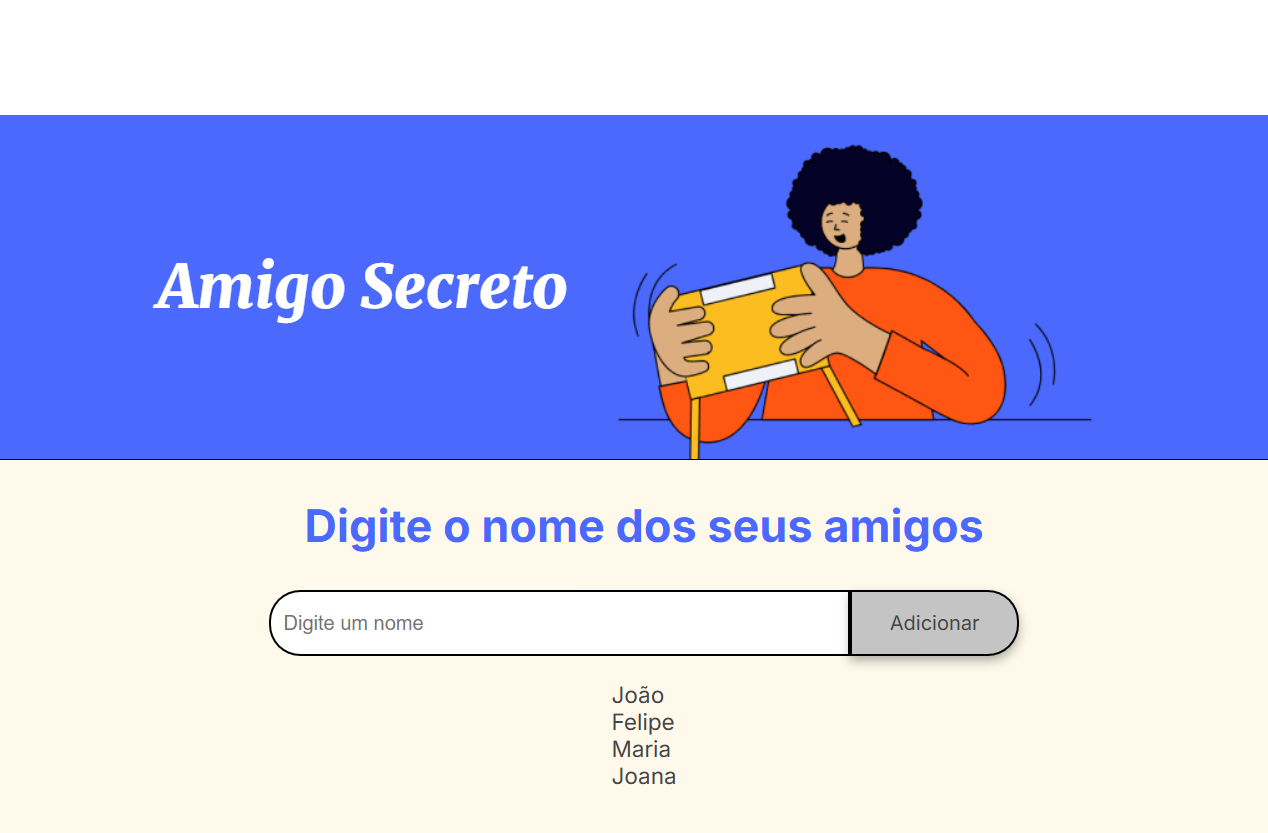 Amigo Secreto
Digite o nome dos seus amigos
Digite um nome
Adicionar
João
Felipe
Maria
Joana